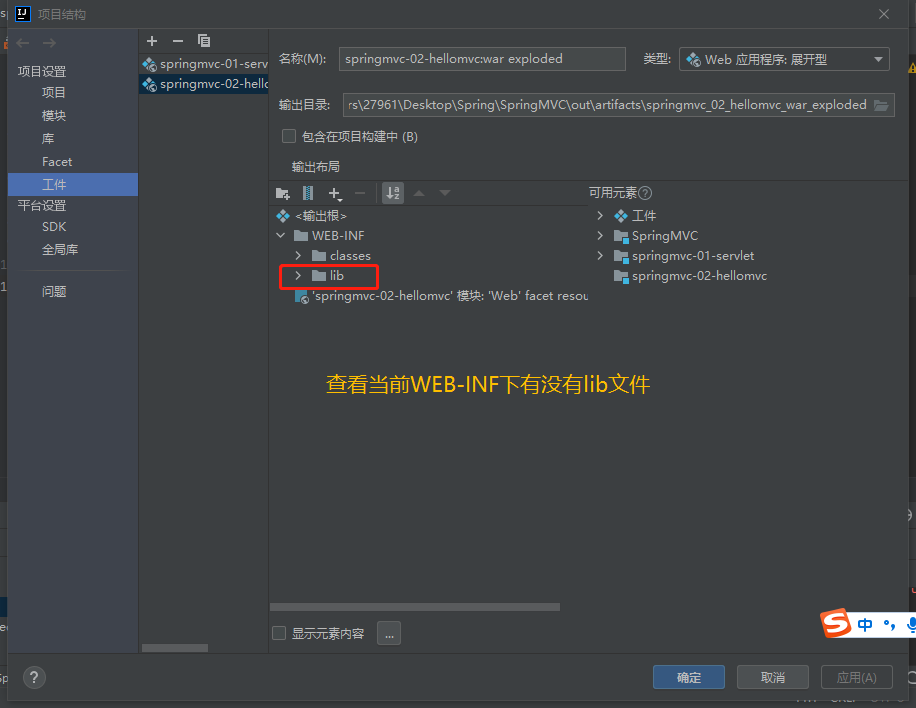 项目结构
项目设置
项目
模块
库
Facet
工件
平台设置
SDK
全局库
问题
springmvc-01-serv
springmvc-02-hello
名称(M):
springmvc-02-hellomvc:war exploded
类型:
Web 应用程序: 展开型
输出目录:
rs\27961\Desktop\Spring\SpringMVC\out\artifacts\springmvc_02_hellomvc_war_exploded
包含在项目构建中 (B)
输出布局
可用元素
<输出根>
WEB-INF
classes
lib
'springmvc-02-hellomvc' 模块: 'Web' facet resou
工件
SpringMVC
springmvc-01-servlet
springmvc-02-hellomvc
查看当前WEB-INF下有没有lib文件
显示元素内容
...
中
确定
取消
应用(A)